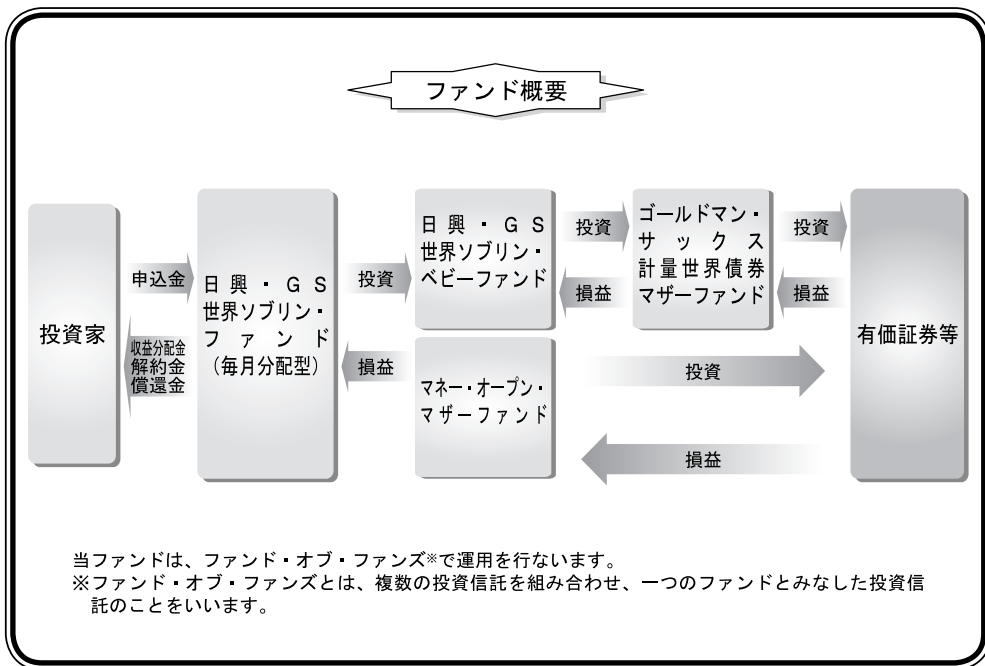 ファンド概要
投資家
申込金
収益分配金
解約金
償還金
日興・GS
世界ソブリン・
ファンド
(毎月分配型)
投資
損益
日興・GS
世界ソブリン・
ベビーファンド
マネー・オープン・
マザーファンド
投資
損益
ゴールドマン・
サックス
計量世界債券
マザーファンド
投資
損益
投資
損益
有価証券等
当ファンドは、ファンド・オブ・ファンズ※で運用を行ないます。
※ファンド・オブ・ファンズとは、複数の投資信託を組み合わせ、一つのファンドとみなした投資信
託のことをいいます。